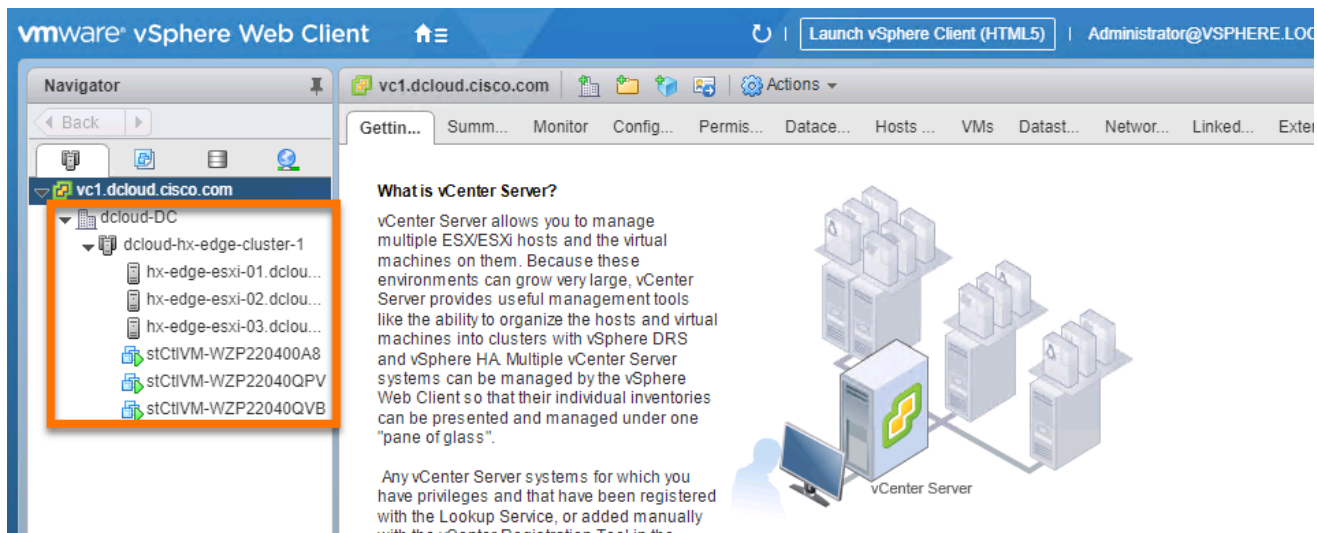 vmware® vSphere Web Client
Launch vSphere Client (HTML5) | Administrator@VSPHERE.LOC
Navigator
Back
vc1.dcloud.cisco.com
dcloud-DC
dcloud-hx-edge-cluster-1
hx-edge-esxi-01.dclou...
hx-edge-esxi-02.dclou...
hx-edge-esxi-03.dclou...
stCtlVM-WZP220400A8
stCtlVM-WZP22040QPV
stCtlVM-WZP22040QVB
vc1.dcloud.cisco.com
Actions
Gettin... Summ... Monitor Config... Permis... Datace... Hosts ... VMs Datast... Networ... Linked... Exter
What is vCenter Server?
vCenter Server allows you to manage
multiple ESX/ESXi hosts and the virtual
machines on them. Because these
environments can grow very large, vCenter
Server provides useful management tools
like the ability to organize the hosts and virtual
machines into clusters with vSphere DRS
and vSphere HA. Multiple vCenter Server
systems can be managed by the vSphere
Web Client so that their individual inventories
can be presented and managed under one
"pane of glass".
Any vCenter Server systems for which you
have privileges and that have been registered
with the Lookup Service, or added manually
with the vCenter Registration Tool in the
vCenter Server